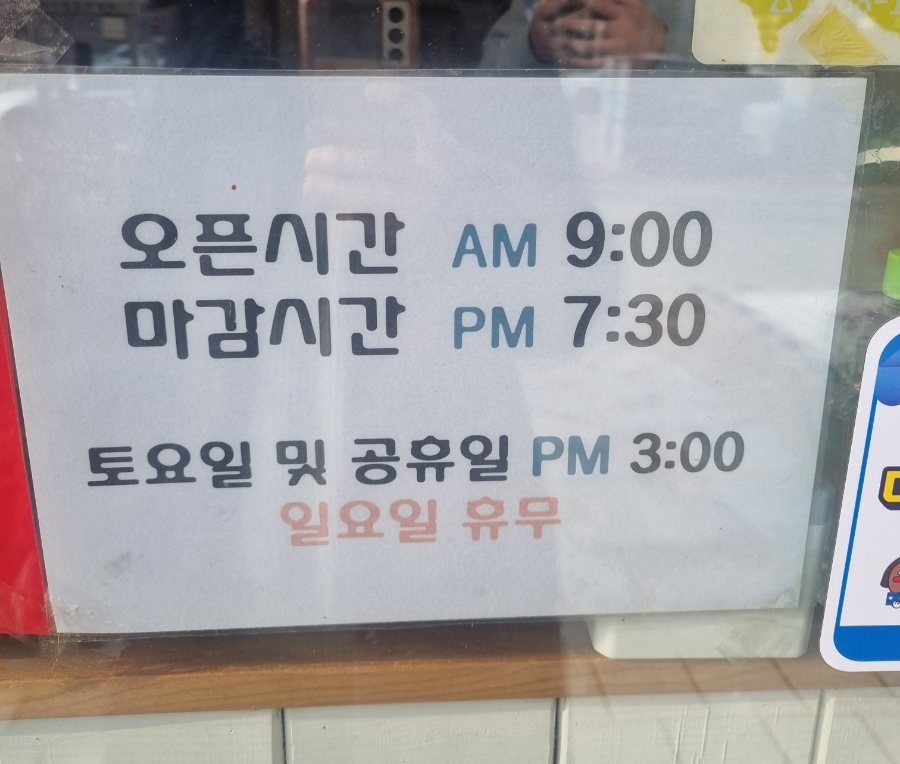 오픈시간 AM 9:00
마감시간 PM 7:30
토요일 및 공휴일 PM 3:00
일요일 휴무